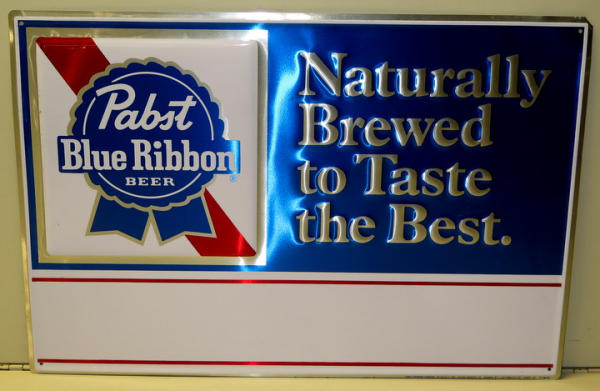 Pabst
Blue Ribbon®
BEER
Naturally
Brewed
to Taste
the Best.